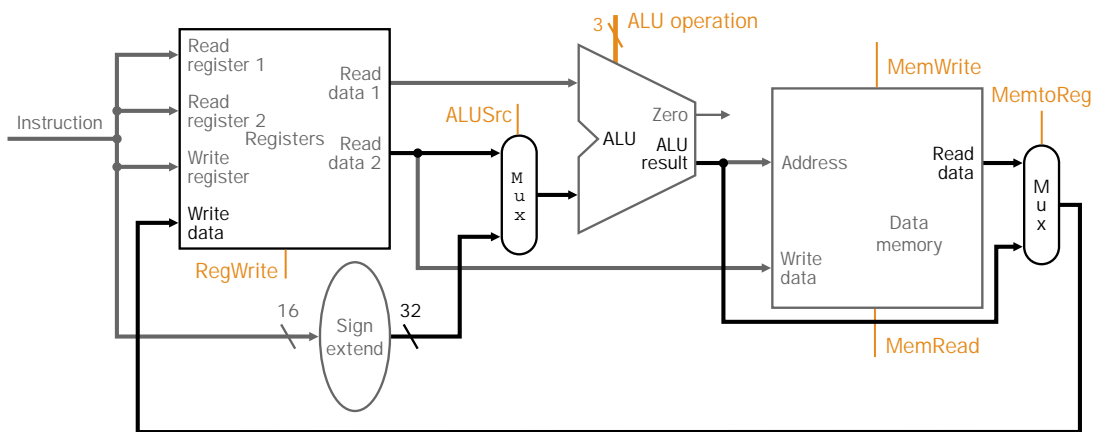 3
ALU operation
MemWrite
MemtoReg
ALUSrc
Instruction
Read
register 1
Read
register 2
Registers
Write
register
Write
data
Read
data 1
Read
data 2
RegWrite
M
u
x
Zero
ALU
ALU
result
Address
Read
data
Data
memory
Write
data
M
u
x
16
Sign
extend
32
MemRead